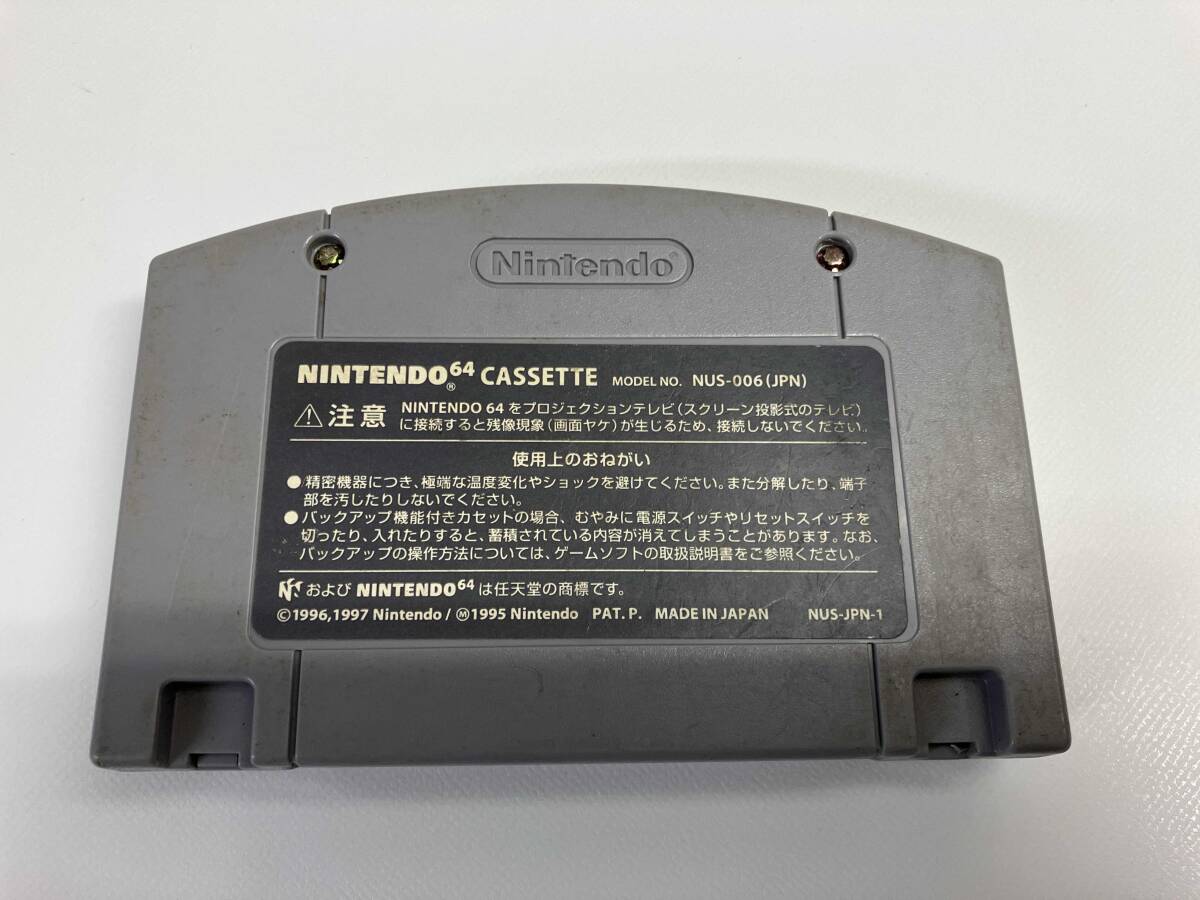 Nintendo®
NINTENDO64® CASSETTE MODEL NO. NUS-006(JPN)
⚠注意 NINTENDO 64をプロジェクションテレビ(スクリーン投影式のテレビ)
に接続すると残像現象(画面ヤケ)が生じるため、接続しないでください。
使用上のおねがい
●精密機器につき、極端な温度変化やショックを避けてください。また分解したり、端子
部を汚したりしないでください。
●バックアップ機能付きカセットの場合、むやみに電源スイッチやリセットスイッチを
切ったり、入れたりすると、蓄積されている内容が消えてしまうことがあります。なお、
バックアップの操作方法については、ゲームソフトの取扱説明書をご参照ください。
および NINTENDO64 は任天堂の商標です。
©1996,1997 Nintendo/Ⓜ1995 Nintendo PAT.P. MADE IN JAPAN NUS-JPN-1